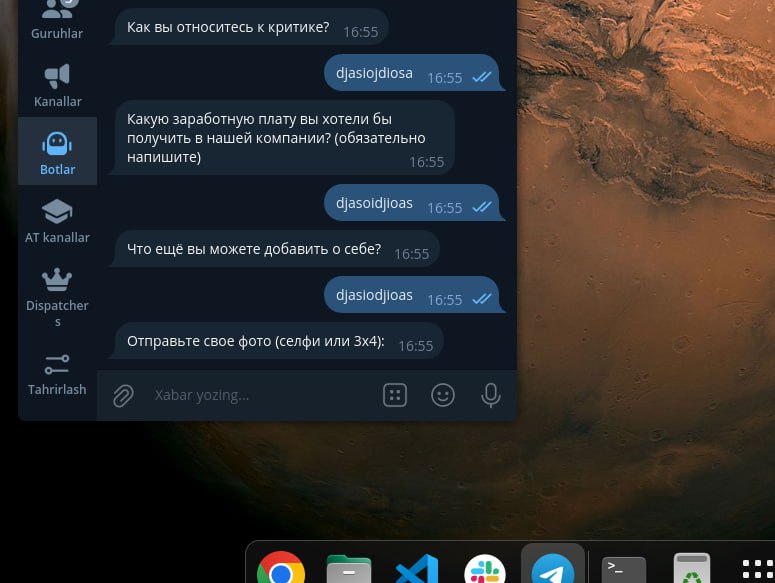 Guruhlar
Kanallar
Botlar
AT kanallar
Dispatcher
s
Tahrirlash
Как вы относитесь к критике? 16:55
djasiojdiosa 16:55
Какую заработную плату вы хотели бы
получить в нашей компании? (обязательно
напишите) 16:55
djasoidjioas 16:55
Что ещё вы можете добавить о себе? 16:55
djasiodjioas 16:55
Отправьте свое фото (селфи или 3х4): 16:55
Xabar yozing...
>_